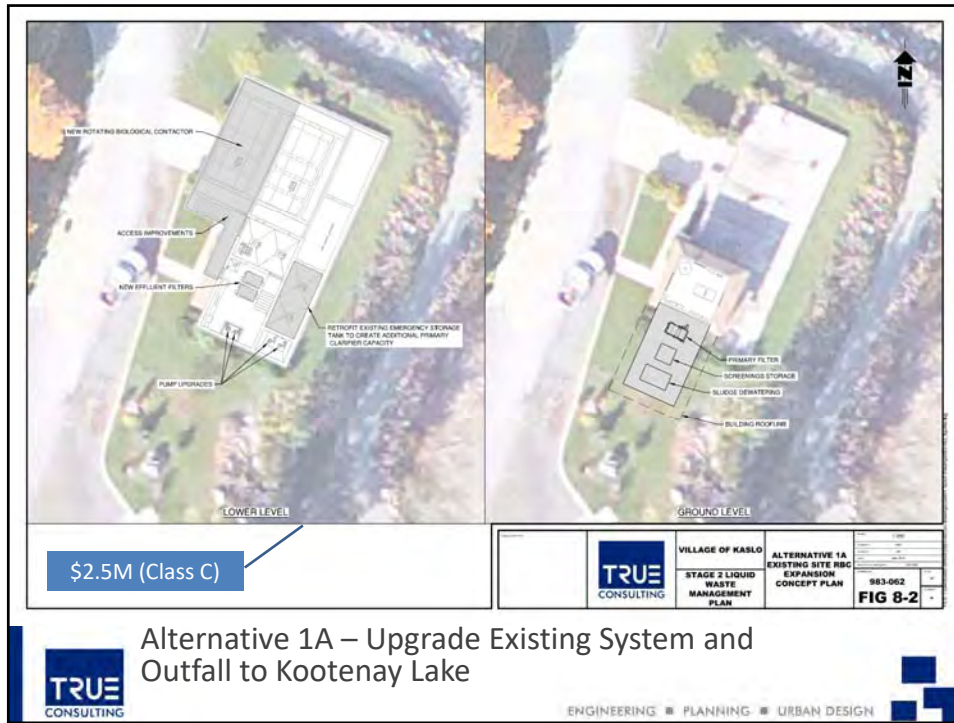 NEW ROTATING BIOLOGICAL CONTACTOR
ACCESS IMPROVEMENTS
NEW EFFLUENT FILTERS
RETROFIT EXISTING EMERGENCY STORAGE
TANK TO CREATE ADDITIONAL PRIMARY
CLARIFIER CAPACITY
PUMP UPGRADES
LOWER LEVEL
N
PRIMARY FILTER
SCREENINGS STORAGE
SLUDGE DEWATERING
BUILDING ROOFLINE
GROUND LEVEL
$2.5M (Class C)
TRUE
CONSULTING
VILLAGE OF KASLO
STAGE 2 LIQUID
WASTE
MANAGEMENT
PLAN
ALTERNATIVE 1A
EXISTING SITE RBC
EXPANSION
CONCEPT PLAN
983-062
FIG 8-2
Alternative 1A – Upgrade Existing System and
Outfall to Kootenay Lake
TRUE
CONSULTING
ENGINEERING ■ PLANNING ■ URBAN DESIGN